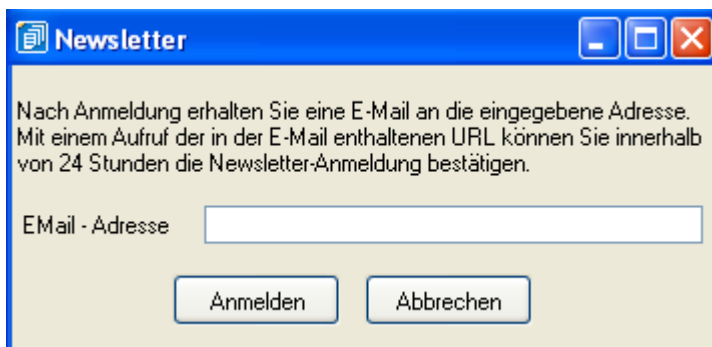 Newsletter
Nach Anmeldung erhalten Sie eine E-Mail an die eingegebene Adresse.
Mit einem Aufruf der in der E-Mail enthaltenen URL können Sie innerhalb
von 24 Stunden die Newsletter-Anmeldung bestätigen.
EMail - Adresse
Anmelden Abbrechen